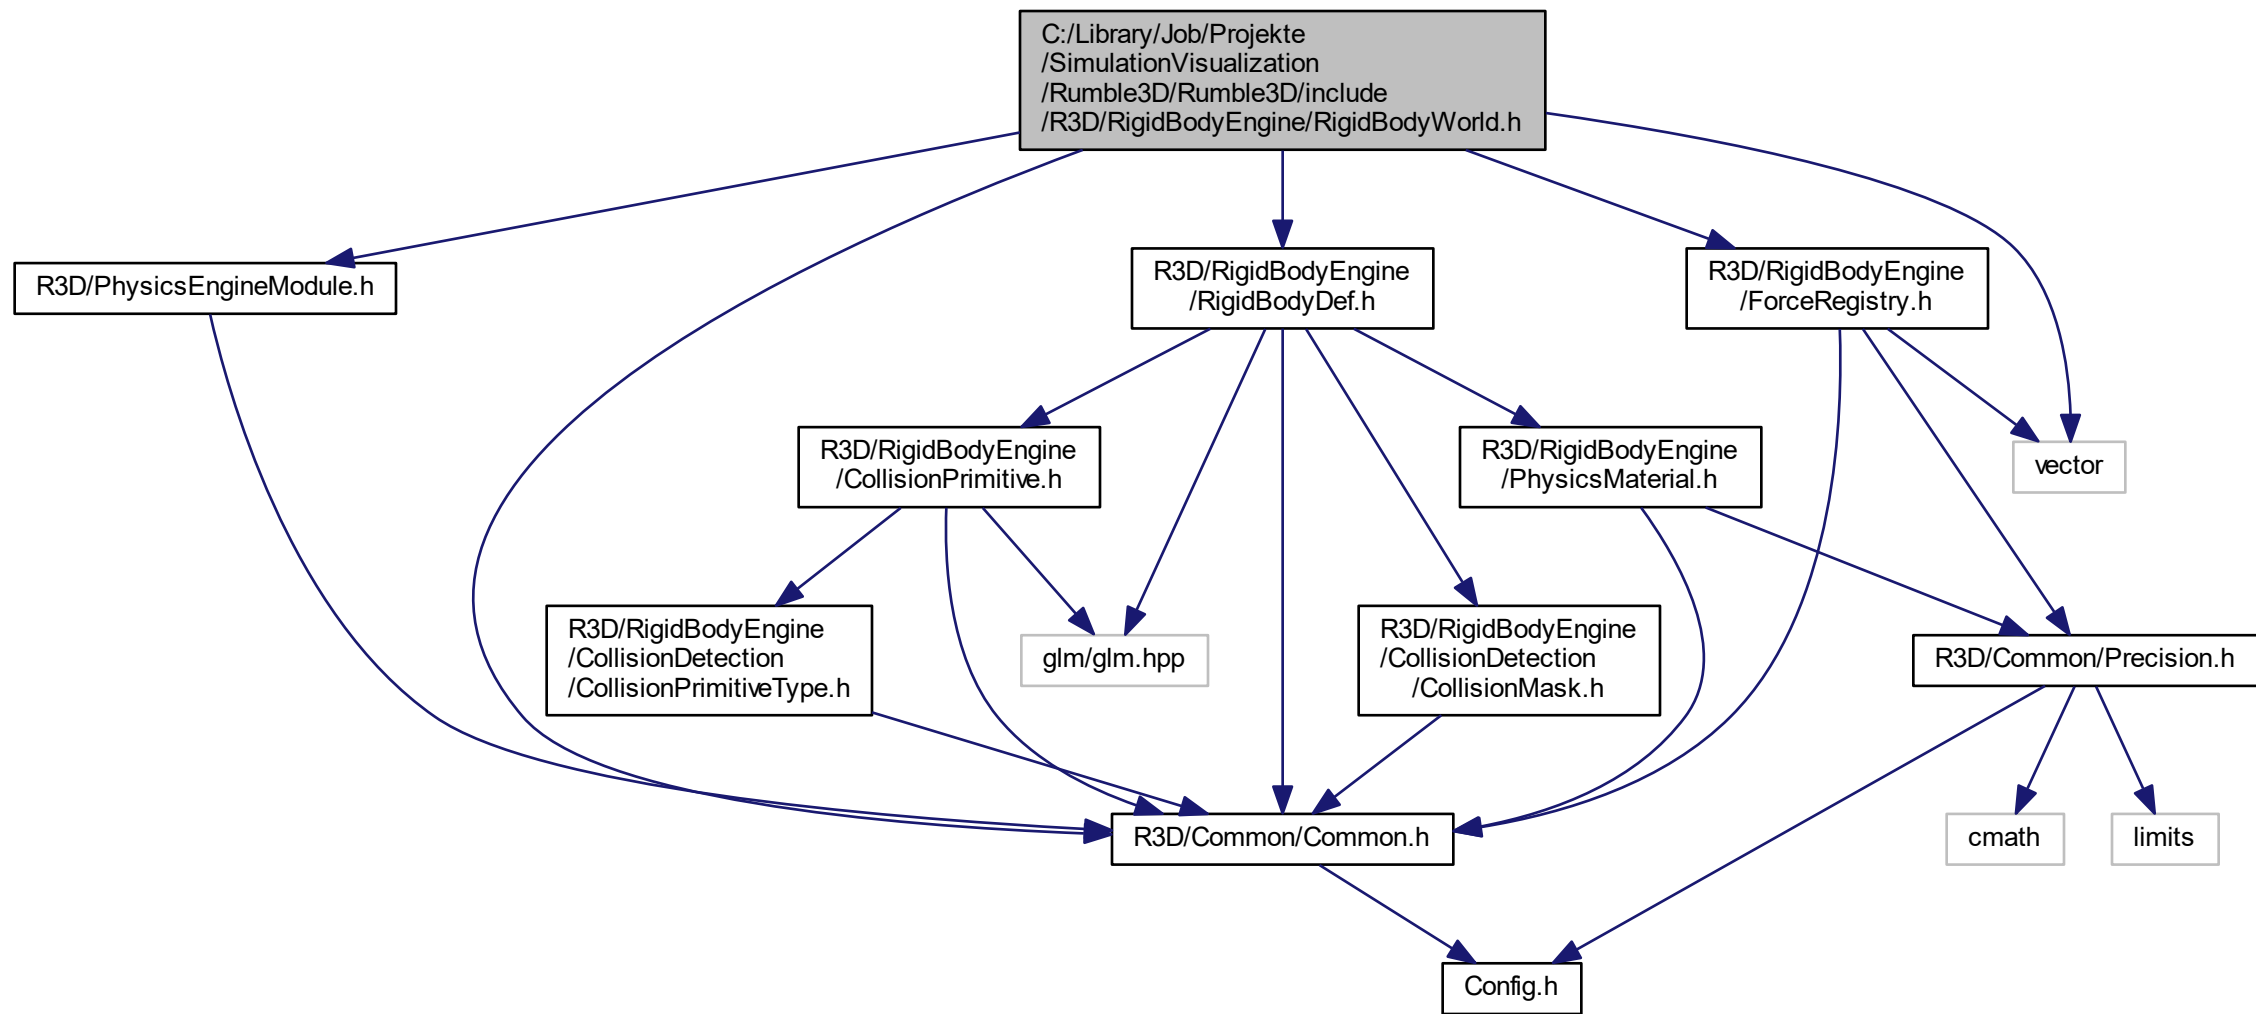 C:/Library/Job/Projekte
/SimulationVisualization
/Rumble3D/Rumble3D/include
/R3D/RigidBodyEngine/RigidBodyWorld.h
R3D/PhysicsEngineModule.h
R3D/RigidBodyEngine
/RigidBodyDef.h
R3D/RigidBodyEngine
/ForceRegistry.h
R3D/RigidBodyEngine
/CollisionPrimitive.h
R3D/RigidBodyEngine
/PhysicsMaterial.h
vector
R3D/RigidBodyEngine
/CollisionDetection
/CollisionPrimitiveType.h
glm/glm.hpp
R3D/RigidBodyEngine
/CollisionDetection
/CollisionMask.h
R3D/Common/Precision.h
R3D/Common/Common.h
cmath
limits
Config.h